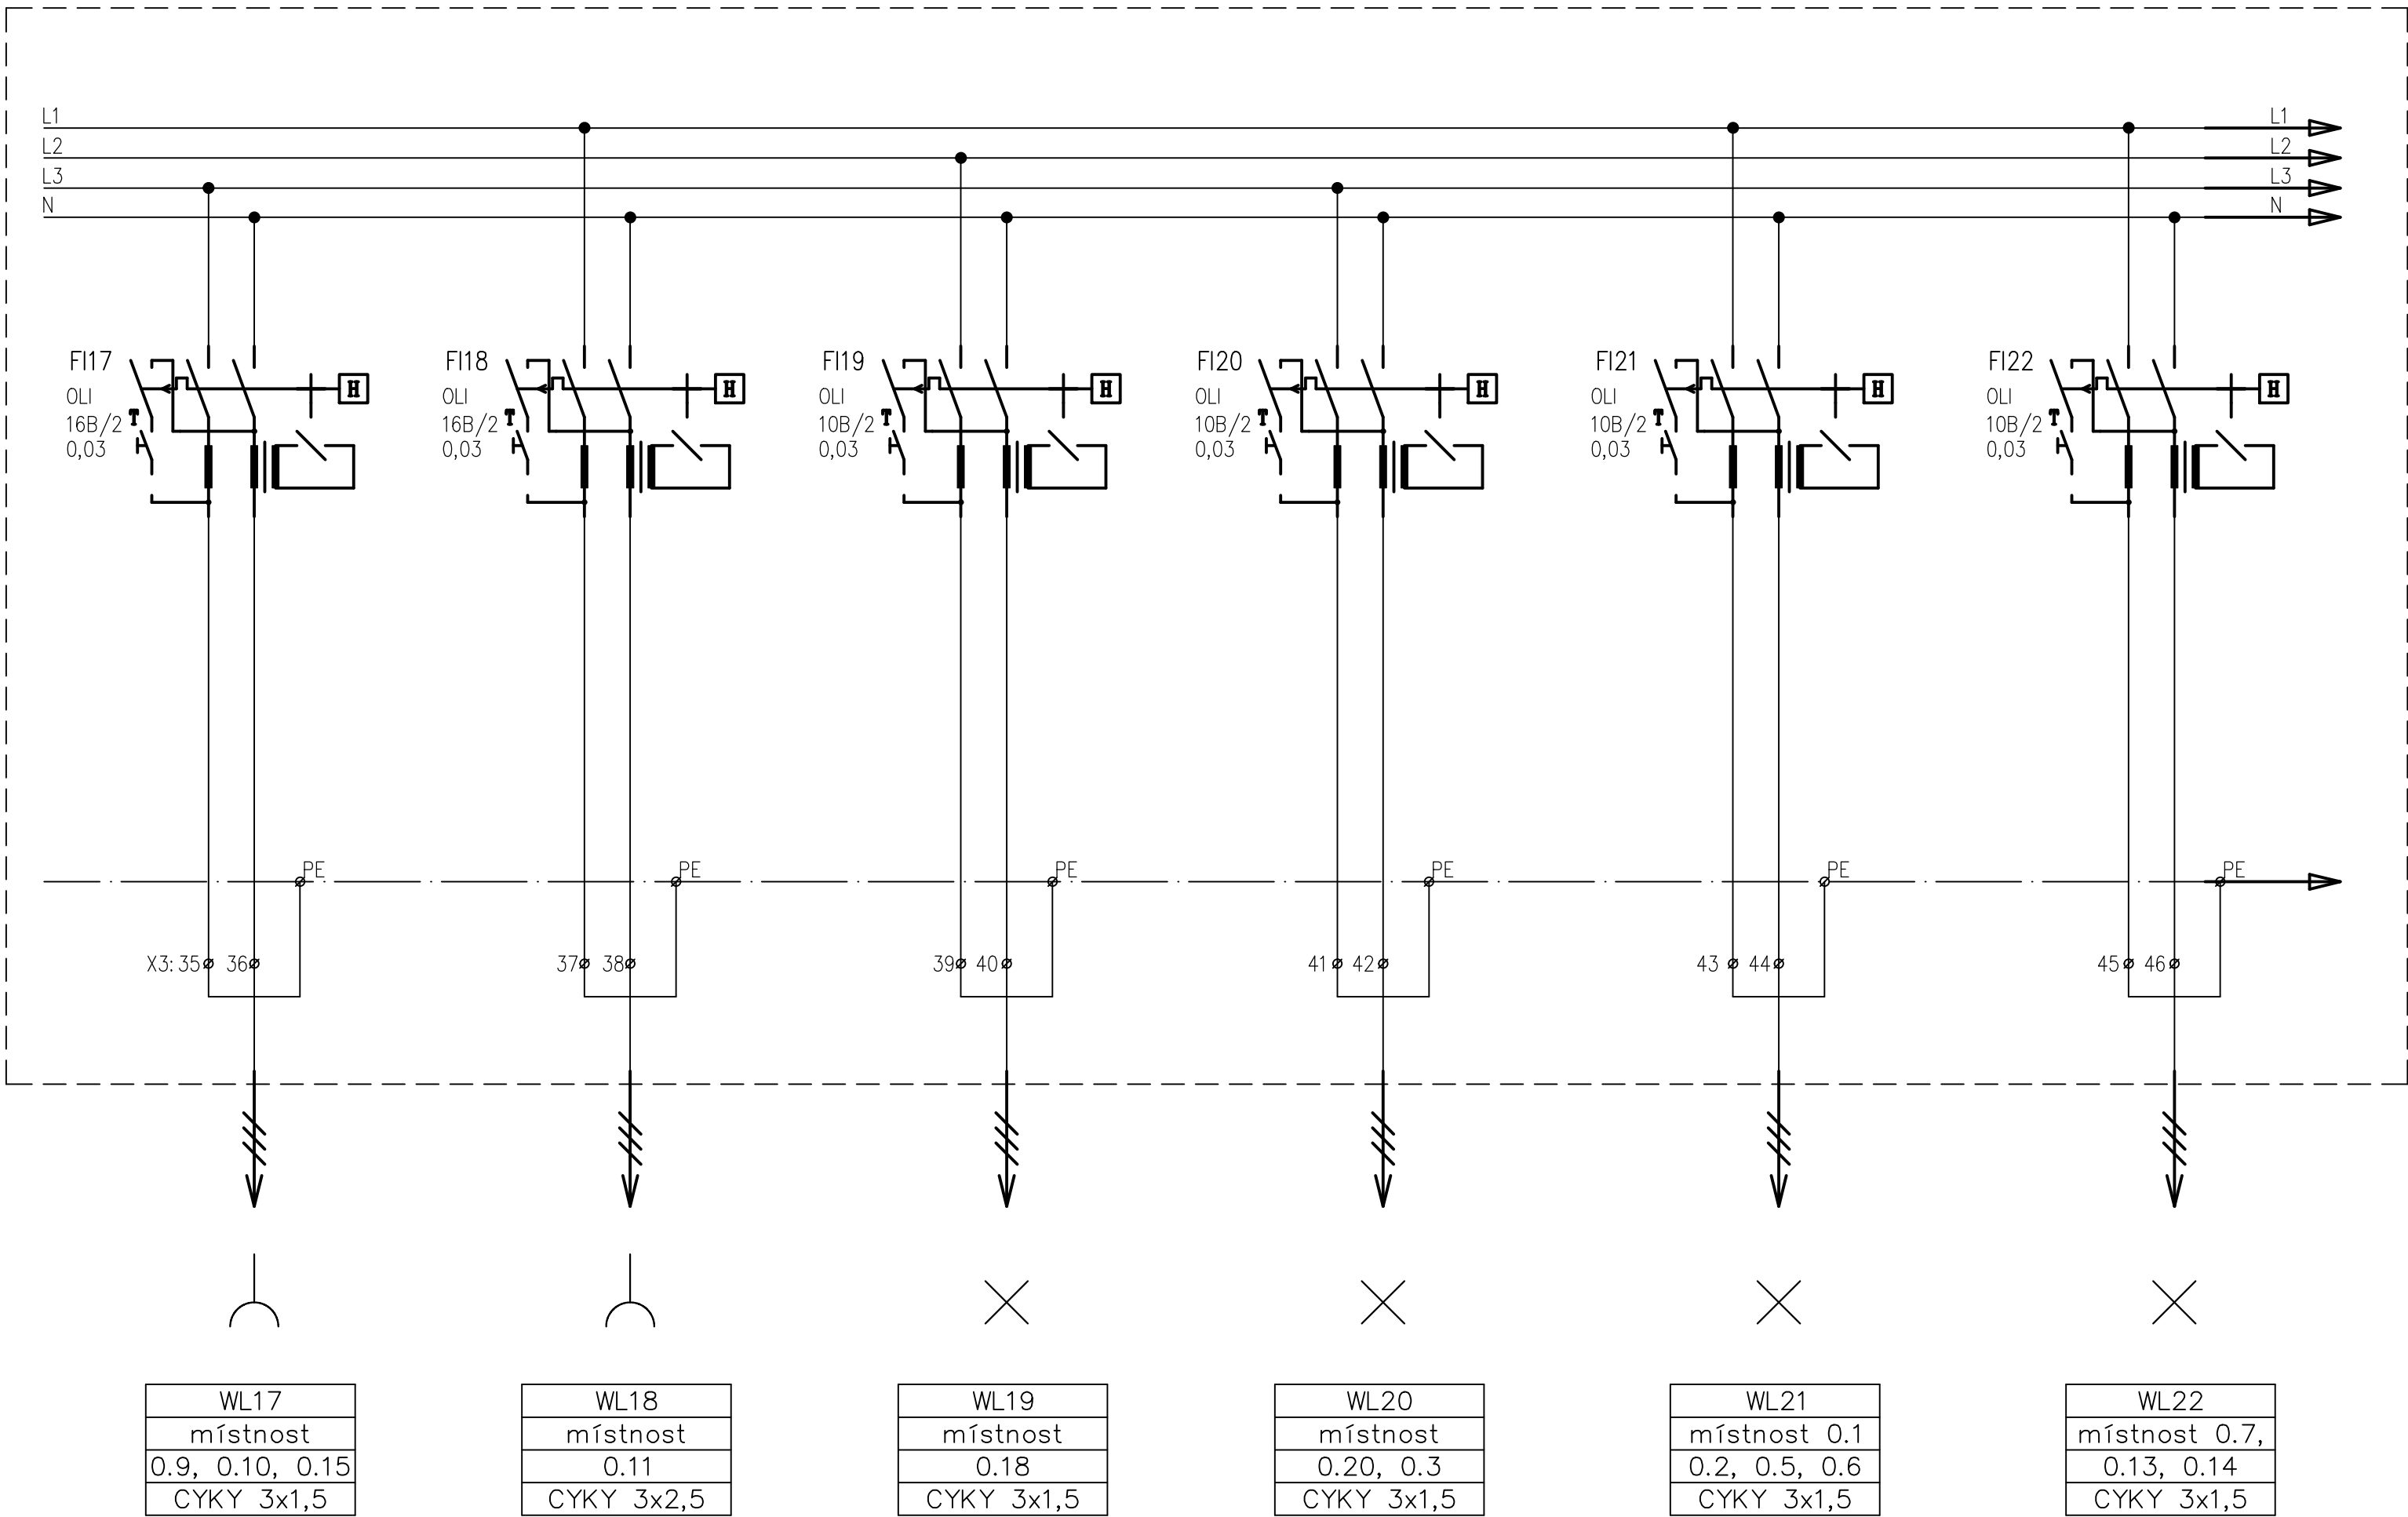 L1
L2
L3
N
L1
L2
L3
N
FI17
OLI
16B/2
0,03
T
H
FI18
OLI
16B/2
0,03
T
H
FI19
OLI
10B/2
0,03
T
H
FI20
OLI
10B/2
0,03
T
H
FI21
OLI
10B/2
0,03
T
H
FI22
OLI
10B/2
0,03
T
H
PE
PE
PE
PE
PE
PE
X3: 35 36
37 38
39 40
41 42
43 44
45 46
WL17
místnost
0.9, 0.10, 0.15
CYKY 3x1,5
WL18
místnost
0.11
CYKY 3x2,5
WL19
místnost
0.18
CYKY 3x1,5
WL20
místnost
0.20, 0.3
CYKY 3x1,5
WL21
místnost 0.1
0.2, 0.5, 0.6
CYKY 3x1,5
WL22
místnost 0.7,
0.13, 0.14
CYKY 3x1,5